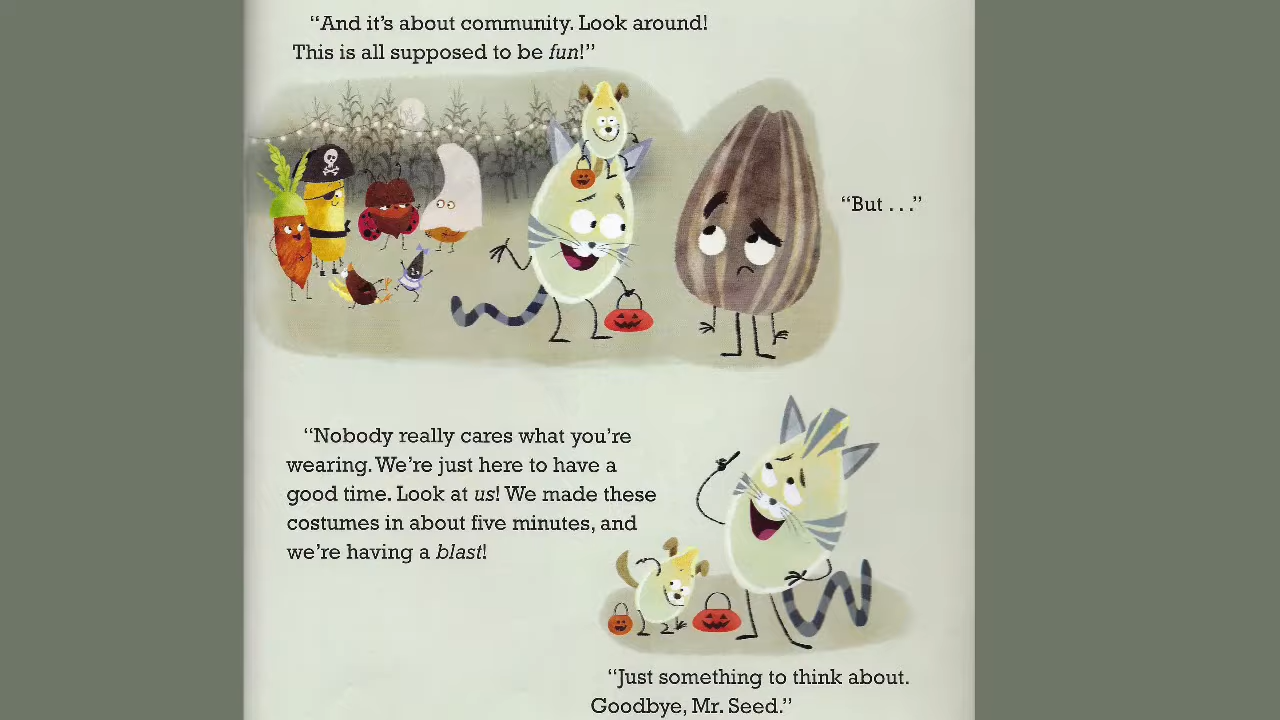 “And it’s about community. Look around!
This is all supposed to be fun!”
“But . . .”
“Nobody really cares what you’re
wearing. We’re just here to have a
good time. Look at us! We made these
costumes in about five minutes, and
we’re having a blast!
“Just something to think about.
Goodbye, Mr. Seed.”